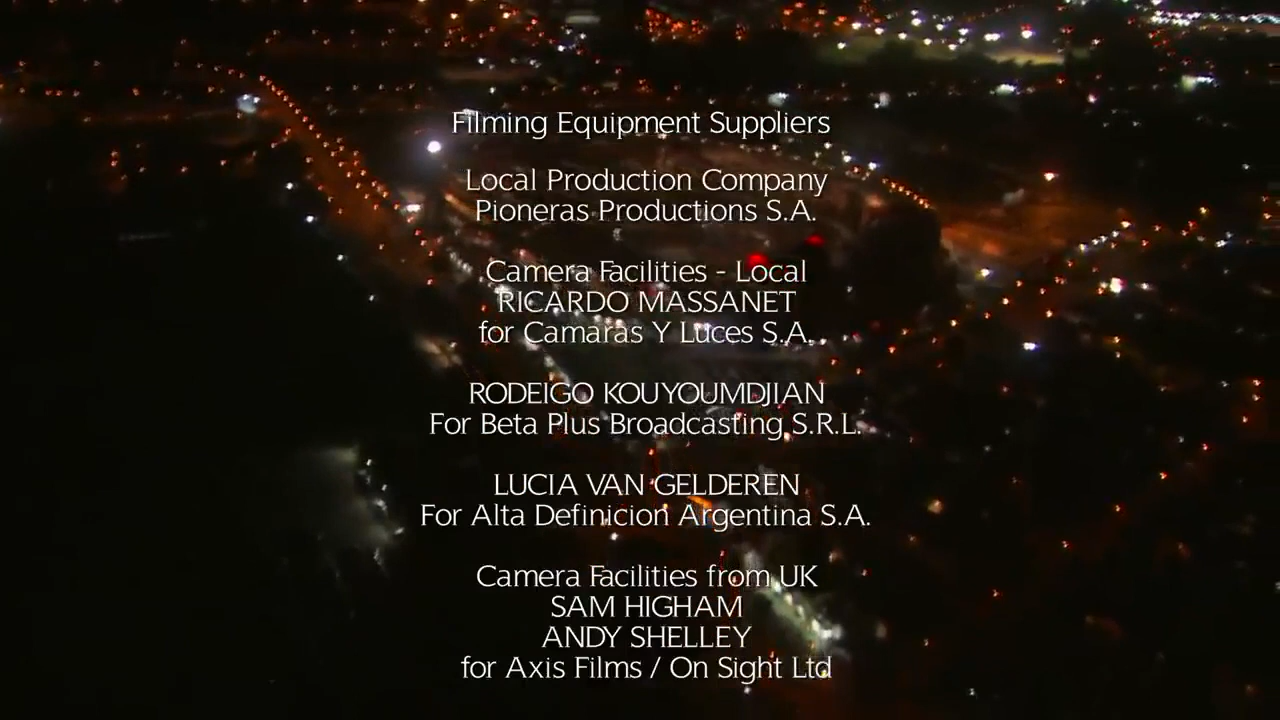 Filming Equipment Suppliers
Local Production Company
Pioneras Productions S.A.
Camera Facilities - Local
RICARDO MASSANET
for Camaras Y Luces S.A.
RODEIGO KOUYOUMDJIAN
For Beta Plus Broadcasting S.R.L.
LUCIA VAN GELDEREN
For Alta Definicion Argentina S.A.
Camera Facilities from UK
SAM HIGHAM
ANDY SHELLEY
for Axis Films / On Sight Ltd